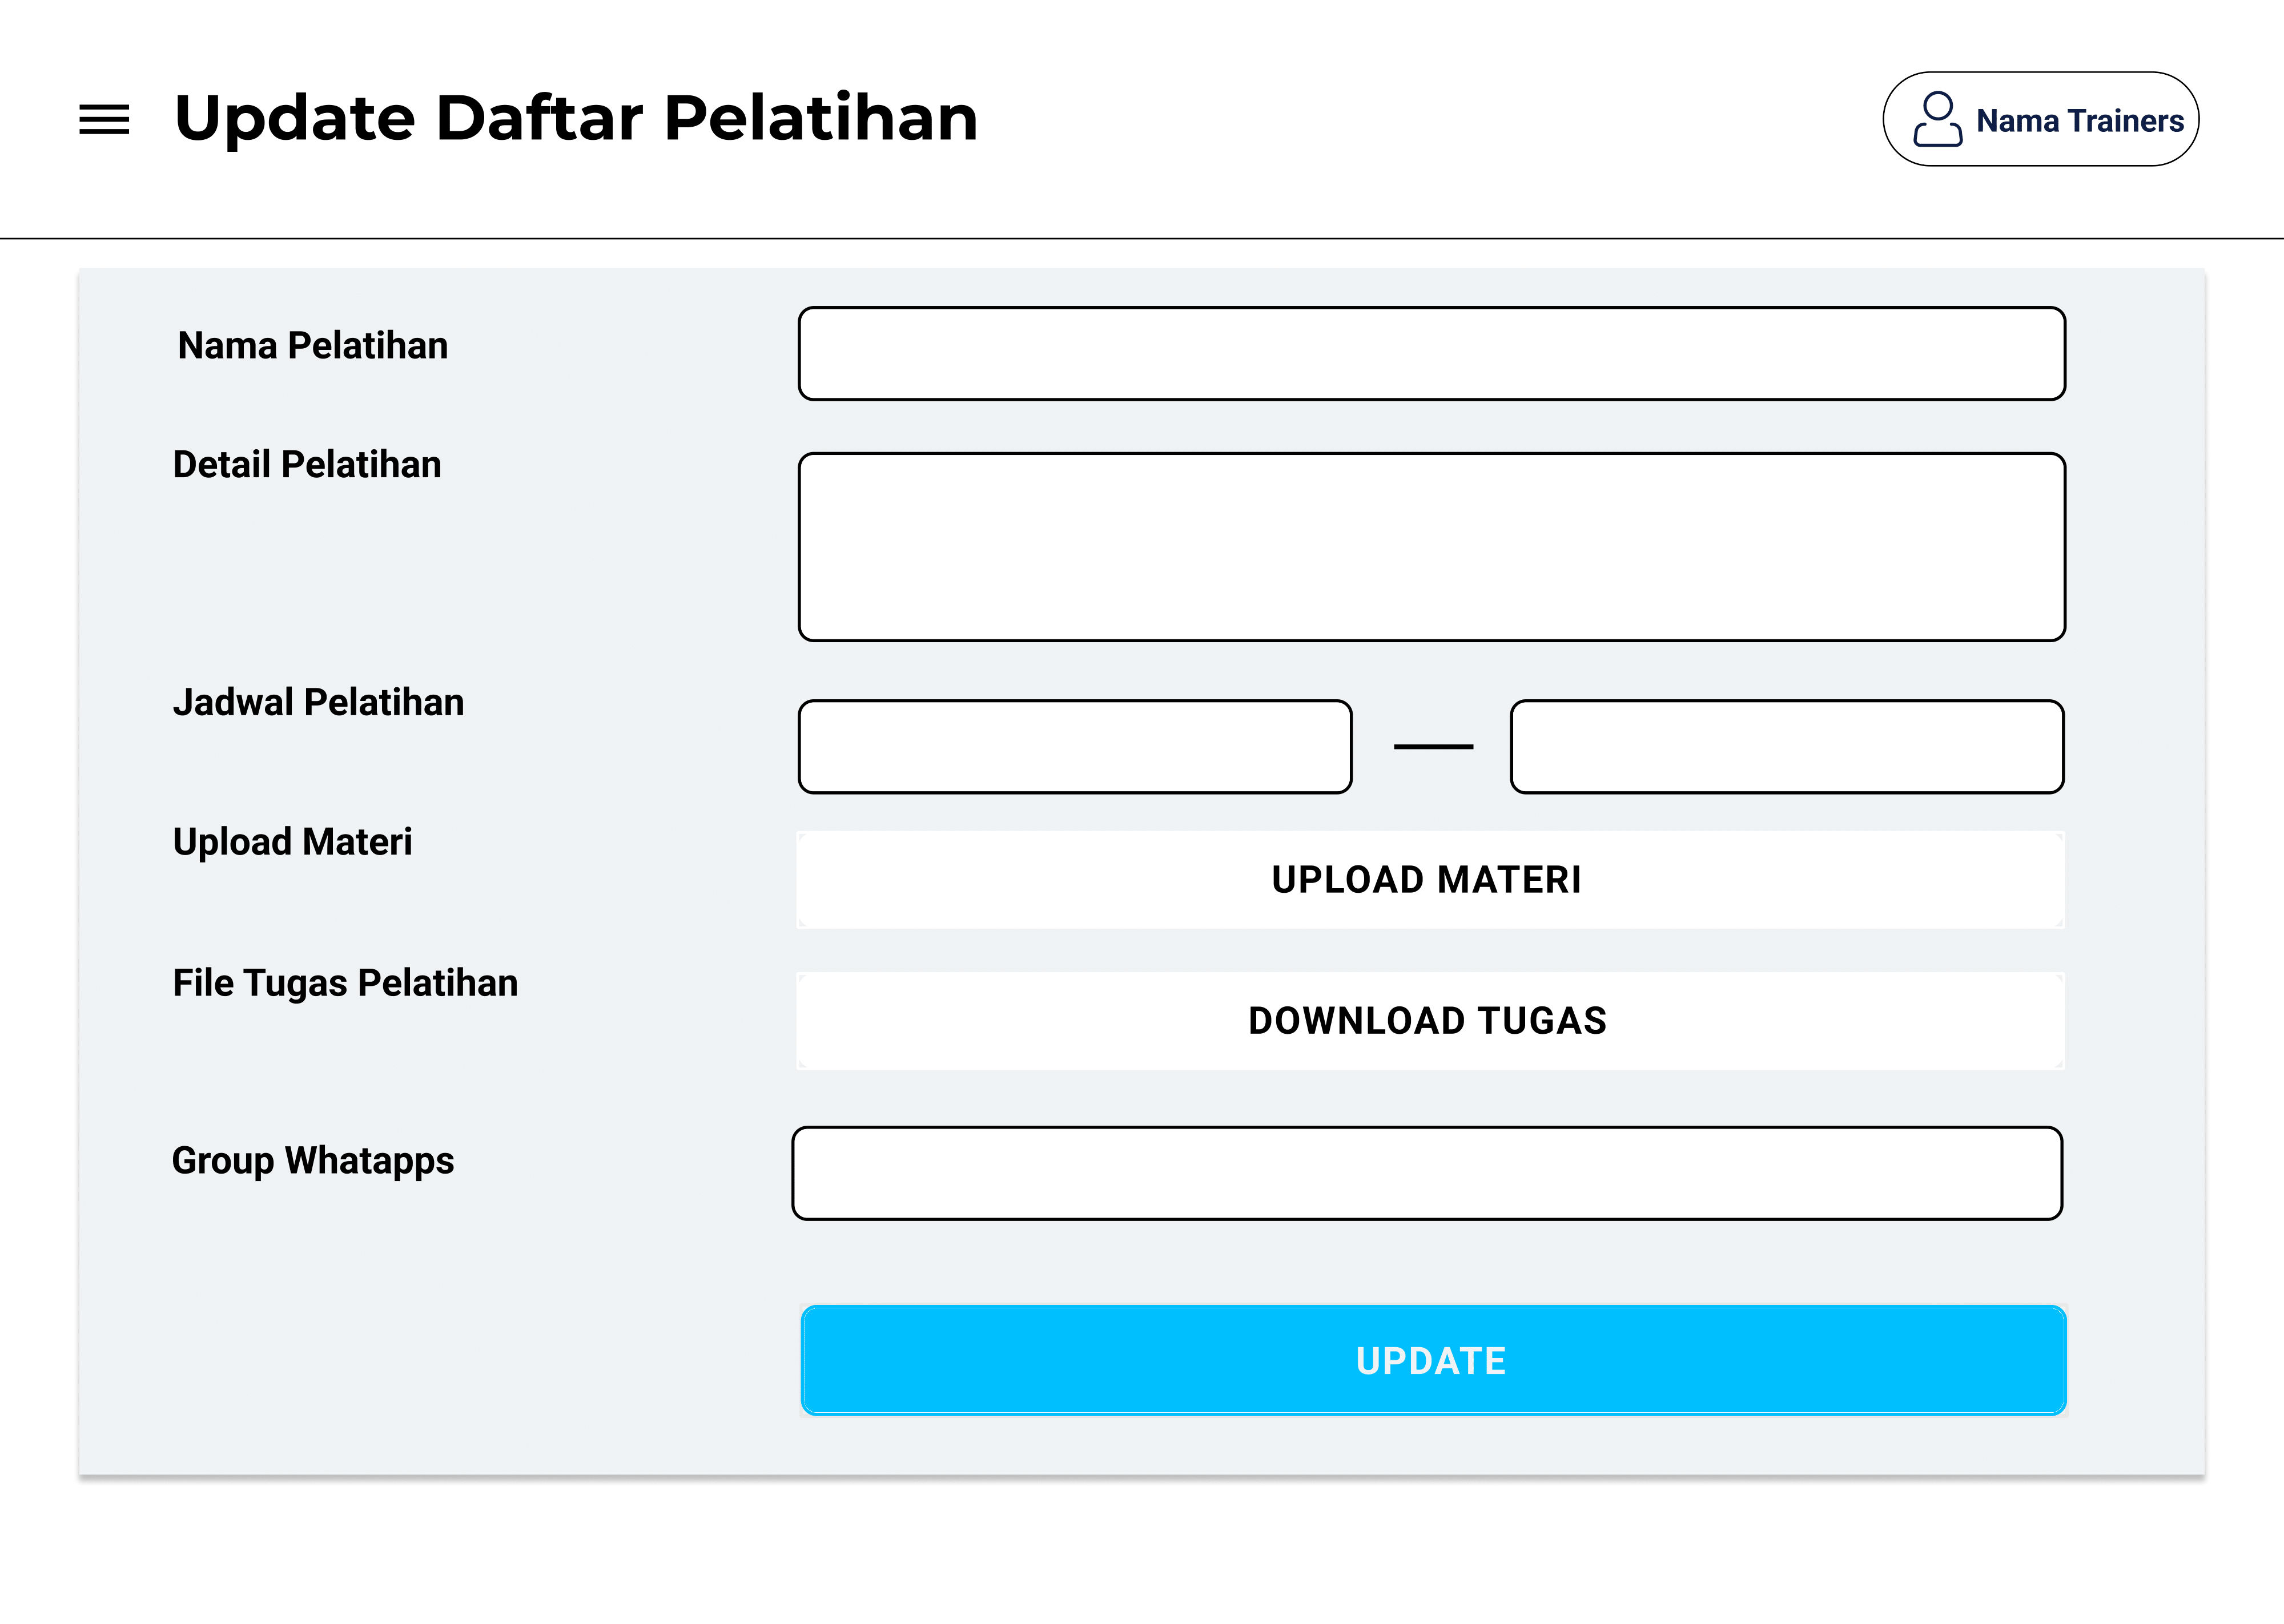 Update Daftar Pelatihan
Nama Trainers
Nama Pelatihan
Detail Pelatihan
Jadwal Pelatihan
Upload Materi
UPLOAD MATERI
File Tugas Pelatihan
DOWNLOAD TUGAS
Group Whatapps
UPDATE